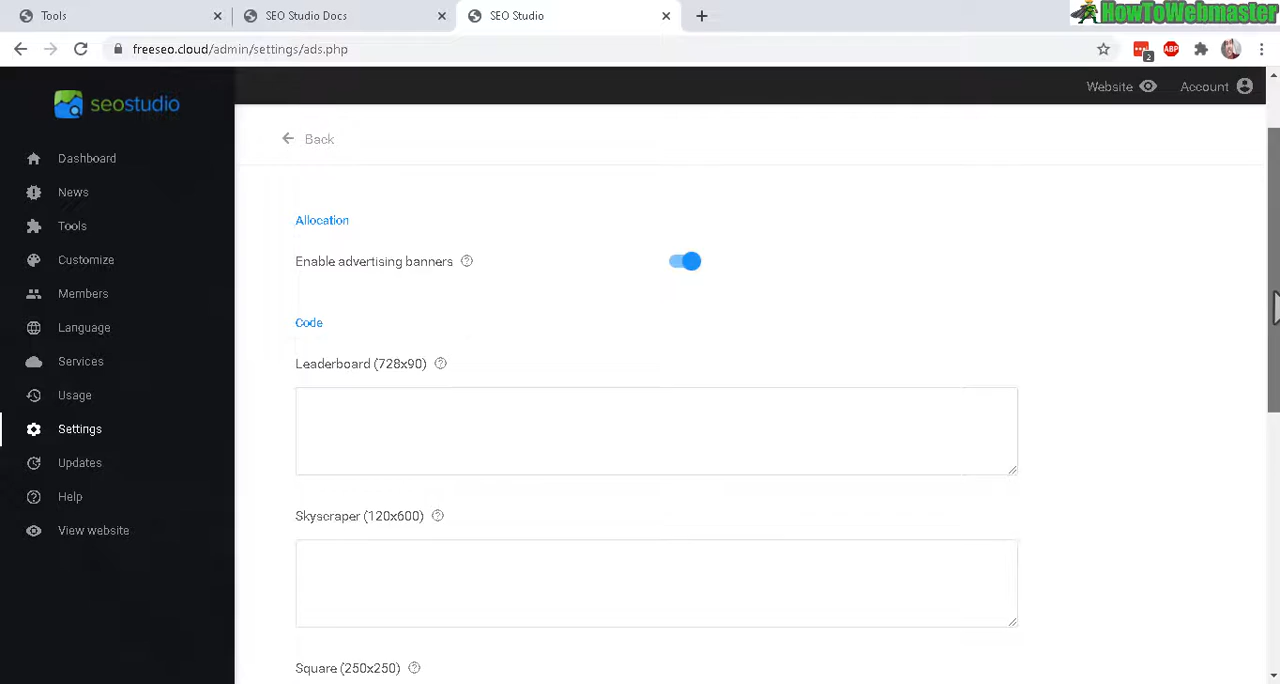 Tools
SEO Studio Docs
SEO Studio
HowToWebmaster
freeseo.cloud/admin/settings/ads.php
2
ABP
seostudio
Website
Account
Dashboard
News
Tools
Customize
Members
Language
Services
Usage
Settings
Updates
Help
View website
Back
Allocation
Enable advertising banners
Code
Leaderboard (728x90)
Skyscraper (120x600)
Square (250x250)